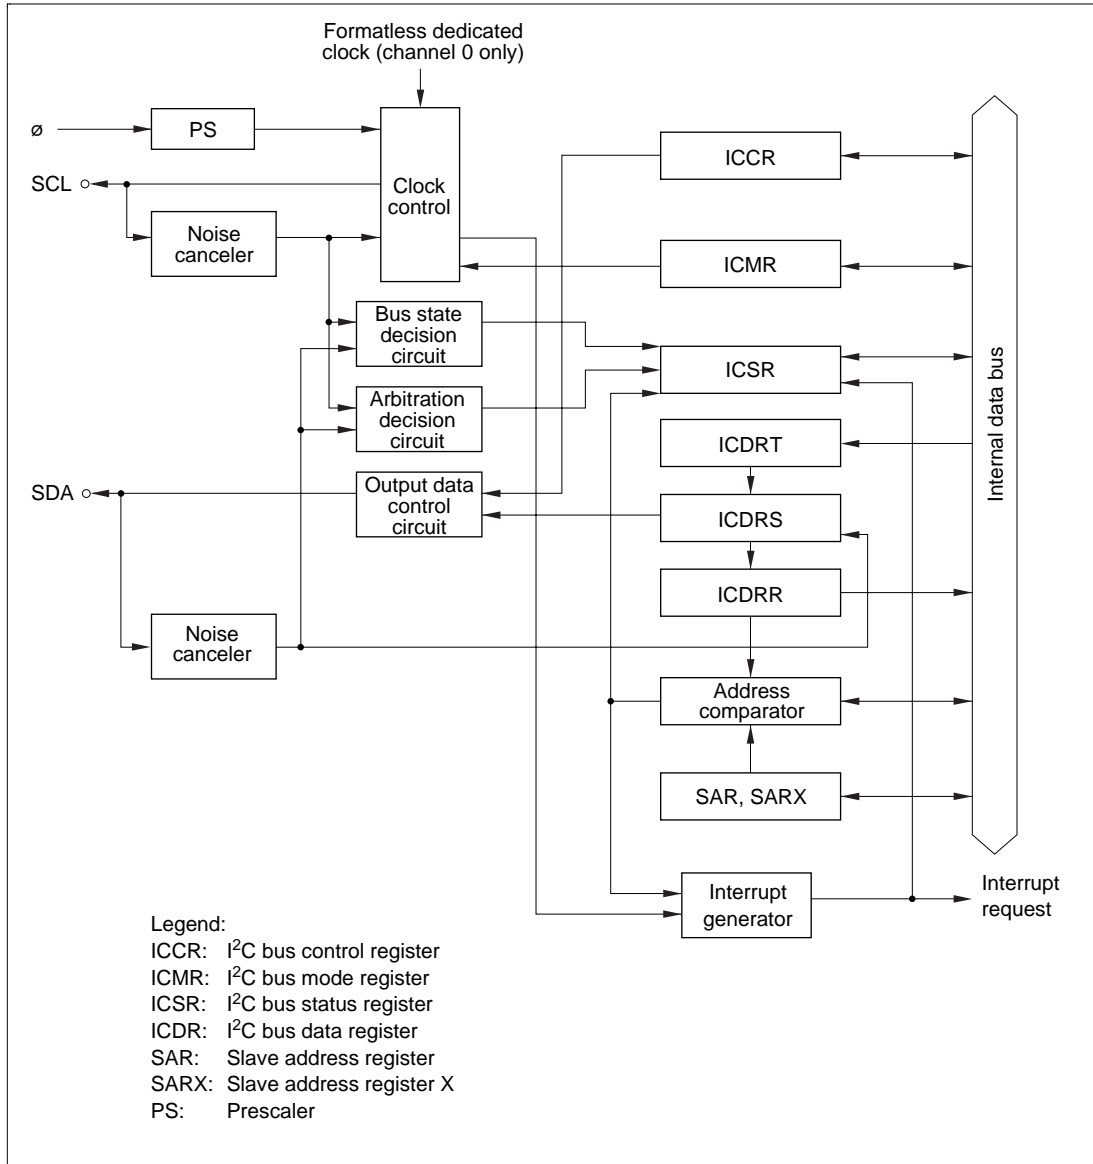 Formatless dedicated
clock (channel 0 only)
ø
PS
ICCR
SCL
Clock
control
Noise
canceler
ICMR
Bus state
decision
circuit
ICSR
Arbitration
decision
circuit
Internal data bus
ICDRT
SDA
Output data
control
circuit
ICDRS
ICDRR
Noise
canceler
Address
comparator
SAR, SARX
Interrupt
generator
Interrupt
request
Legend:
ICCR: I²C bus control register
ICMR: I²C bus mode register
ICSR: I²C bus status register
ICDR: I²C bus data register
SAR: Slave address register
SARX: Slave address register X
PS: Prescaler